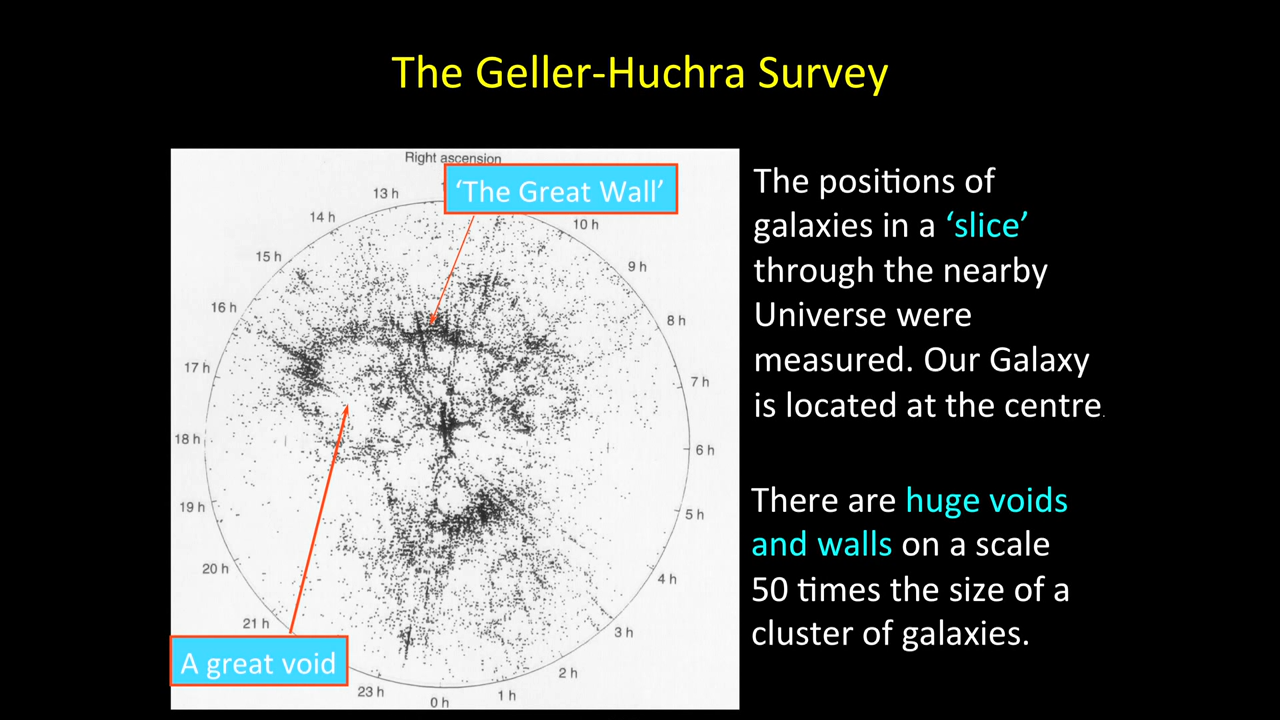 The Geller-Huchra Survey
Right ascension
'The Great Wall'
13 h
14 h
15 h
16 h
17 h
18 h
19 h
20 h
21 h
A great void
23 h
0 h
1 h
2 h
3 h
4 h
5 h
6 h
7 h
8 h
9 h
10 h
The positions of
galaxies in a 'slice'
through the nearby
Universe were
measured. Our Galaxy
is located at the centre.
There are huge voids
and walls on a scale
50 times the size of a
cluster of galaxies.